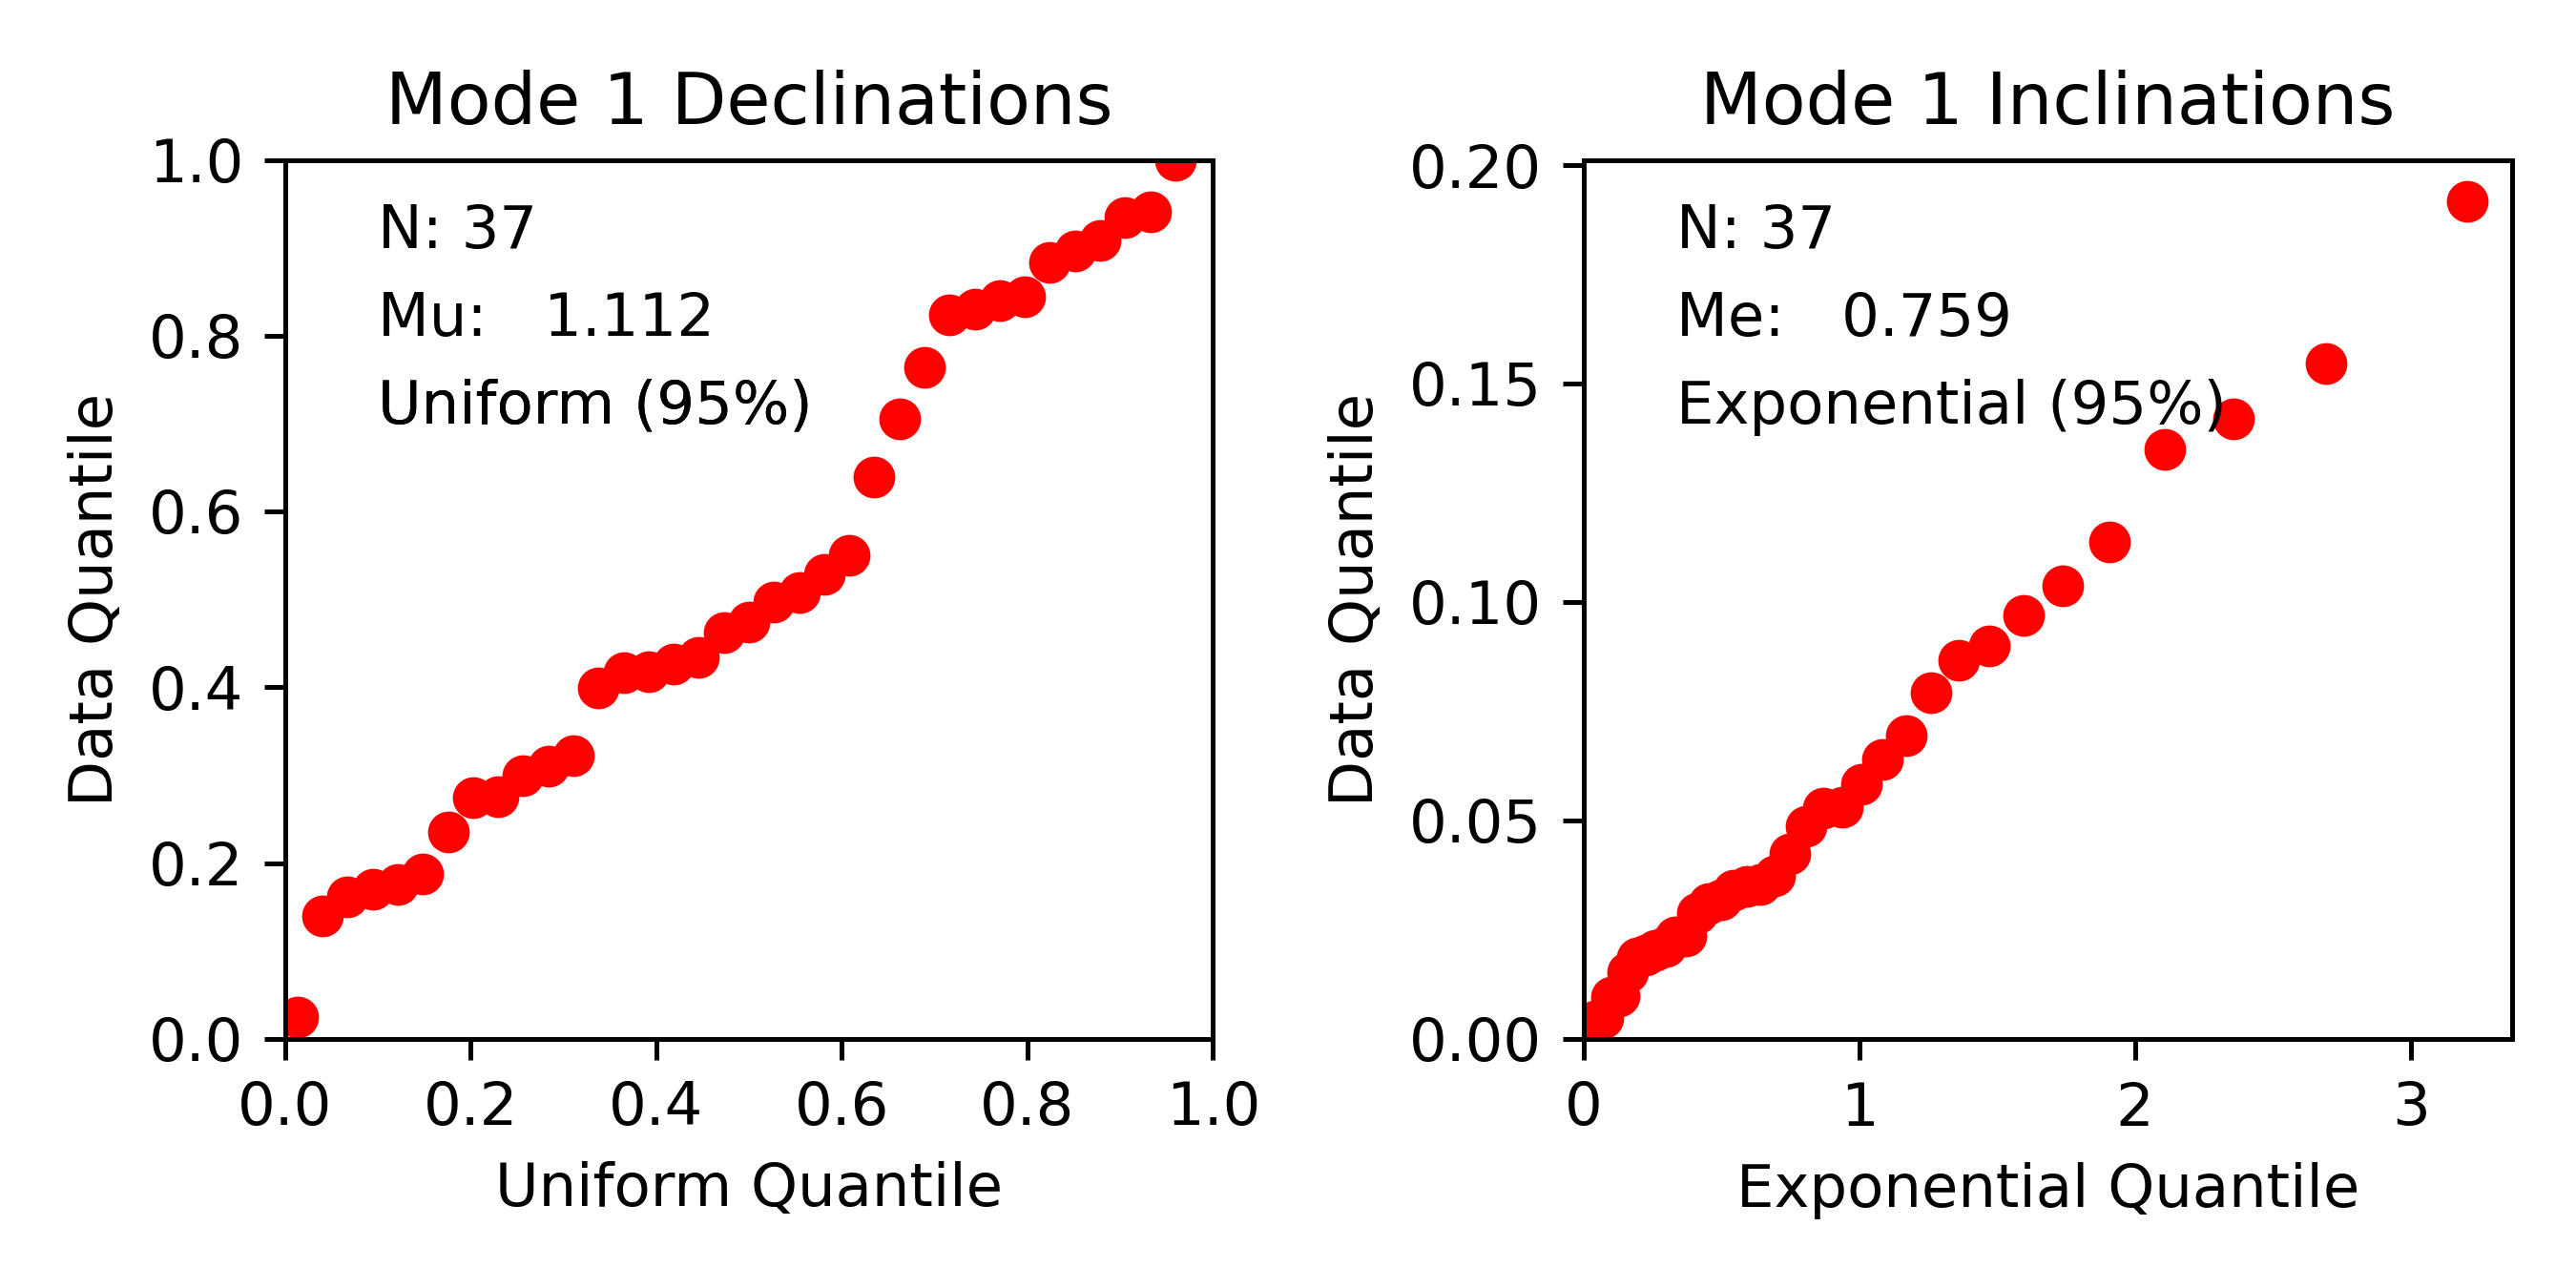 Mode 1 Declinations
1.0
0.8
0.6
0.4
0.2
0.0
Data Quantile
N: 37
Mu:   1.112
Uniform (95%)
0.0 0.2 0.4 0.6 0.8 1.0
Uniform Quantile
Mode 1 Inclinations
0.20
0.15
0.10
0.05
0.00
Data Quantile
N: 37
Me:   0.759
Exponential (95%)
0 1 2 3
Exponential Quantile